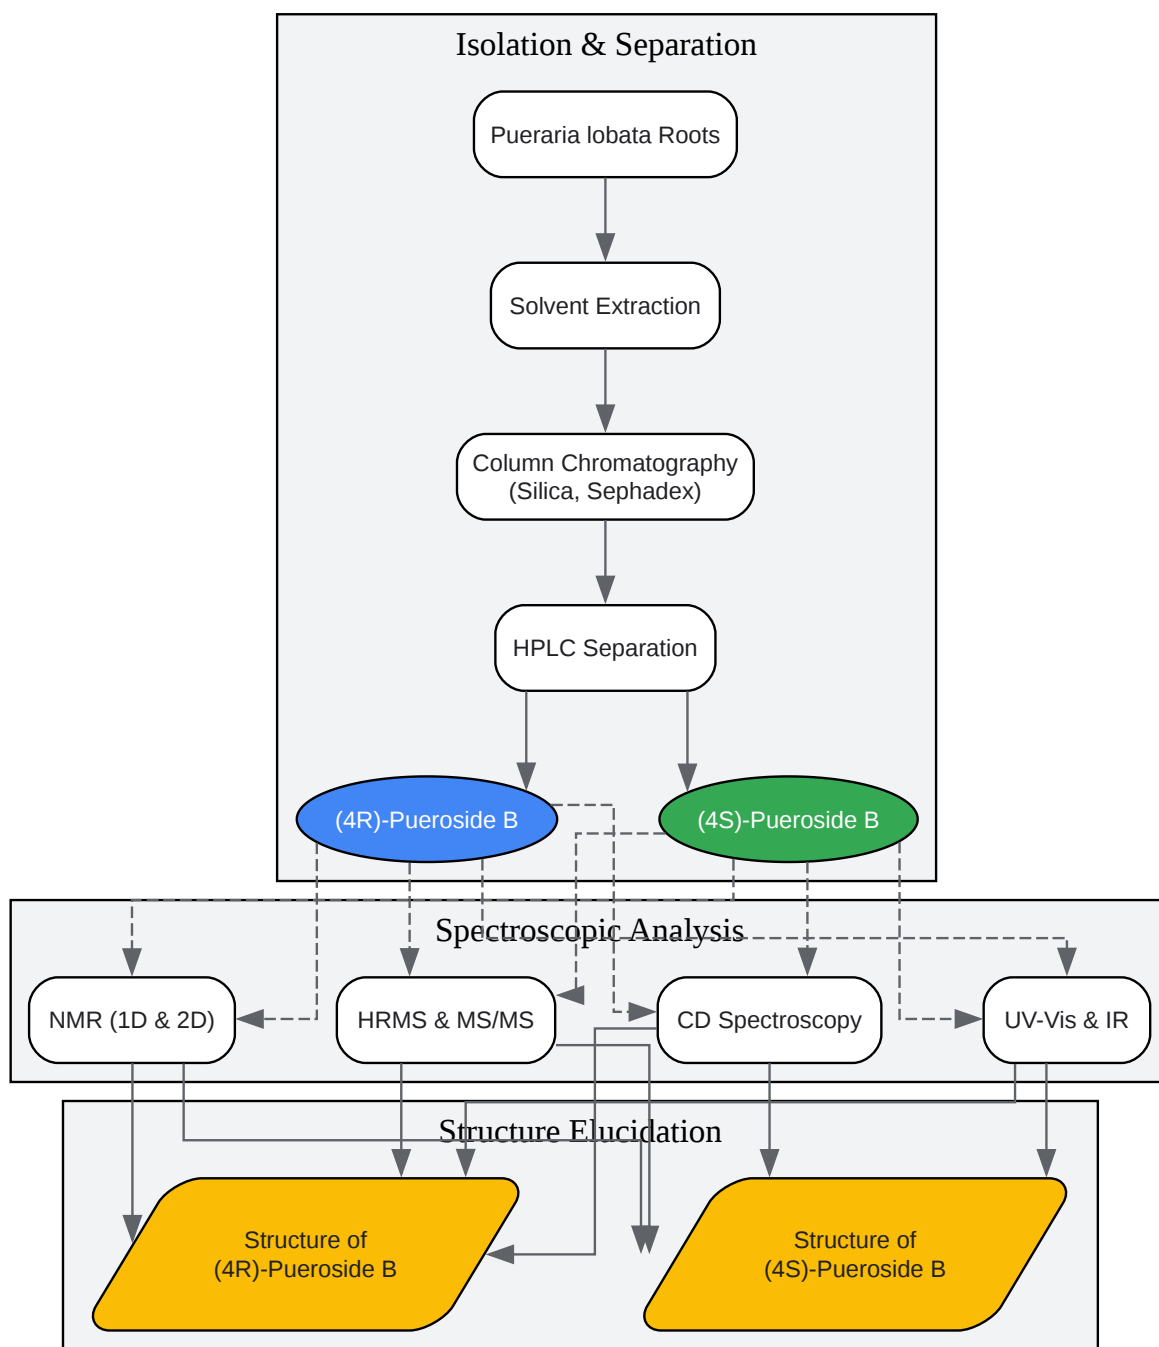 Isolation & Separation
Pueraria lobata Roots
Solvent Extraction
Column Chromatography
(Silica, Sephadex)
HPLC Separation
(4R)-Pueroside B
(4S)-Pueroside B
Spectroscopic Analysis
NMR (1D & 2D)
HRMS & MS/MS
CD Spectroscopy
UV-Vis & IR
Structure Elucidation
Structure of
(4R)-Pueroside B
Structure of
(4S)-Pueroside B